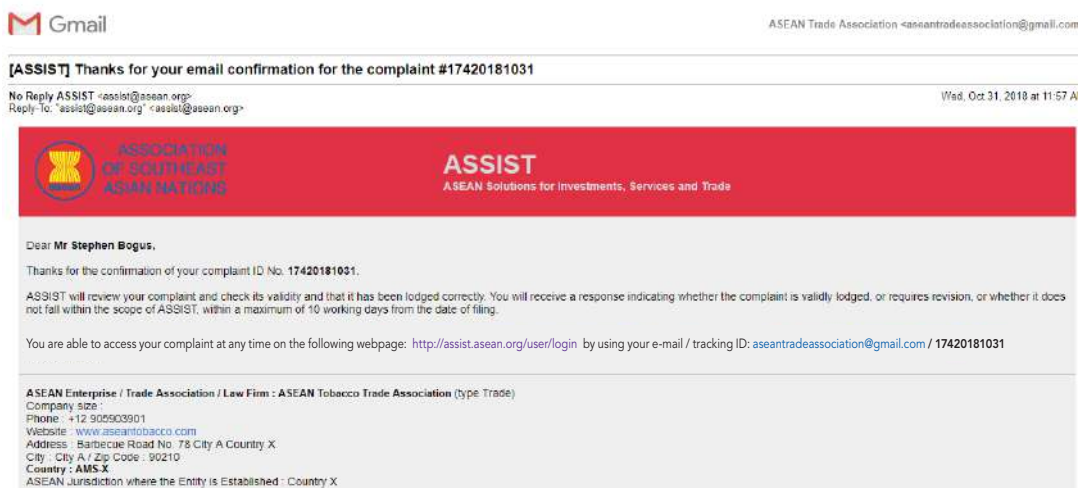 Gmail
ASEAN Trade Association <aseantradeassociation@gmail.com
[ASSIST] Thanks for your email confirmation for the complaint #17420181031
No Reply ASSIST <assist@asean.org>
Wed, Oct 31, 2018 at 11:57 A
Reply-To: "assist@asean.org" <assist@asean.org>
ASSOCIATION
OF SOUTHEAST
ASIAN NATIONS
ASSIST
ASEAN Solutions for Investments, Services and Trade
Dear Mr Stephen Bogus,
Thanks for the confirmation of your complaint ID No. 17420181031.
ASSIST will review your complaint and check its validity and that it has been lodged correctly. You will receive a response indicating whether the complaint is validly lodged, or requires revision, or whether it does
not fall within the scope of ASSIST, within a maximum of 10 working days from the date of filing.
You are able to access your complaint at any time on the following webpage: http://assist.asean.org/user/login by using your e-mail / tracking ID: aseantradeassociation@gmail.com / 17420181031
ASEAN Enterprise / Trade Association / Law Firm : ASEAN Tobacco Trade Association (type Trade)
Company size :
Phone : +12 905903901
Website : www.aseantobacco.com
Address : Barbecue Road No. 78 City A Country X
City : City A / Zip Code : 90210
Country : AMS-X
ASEAN Jurisdiction where the Entity is Established : Country X